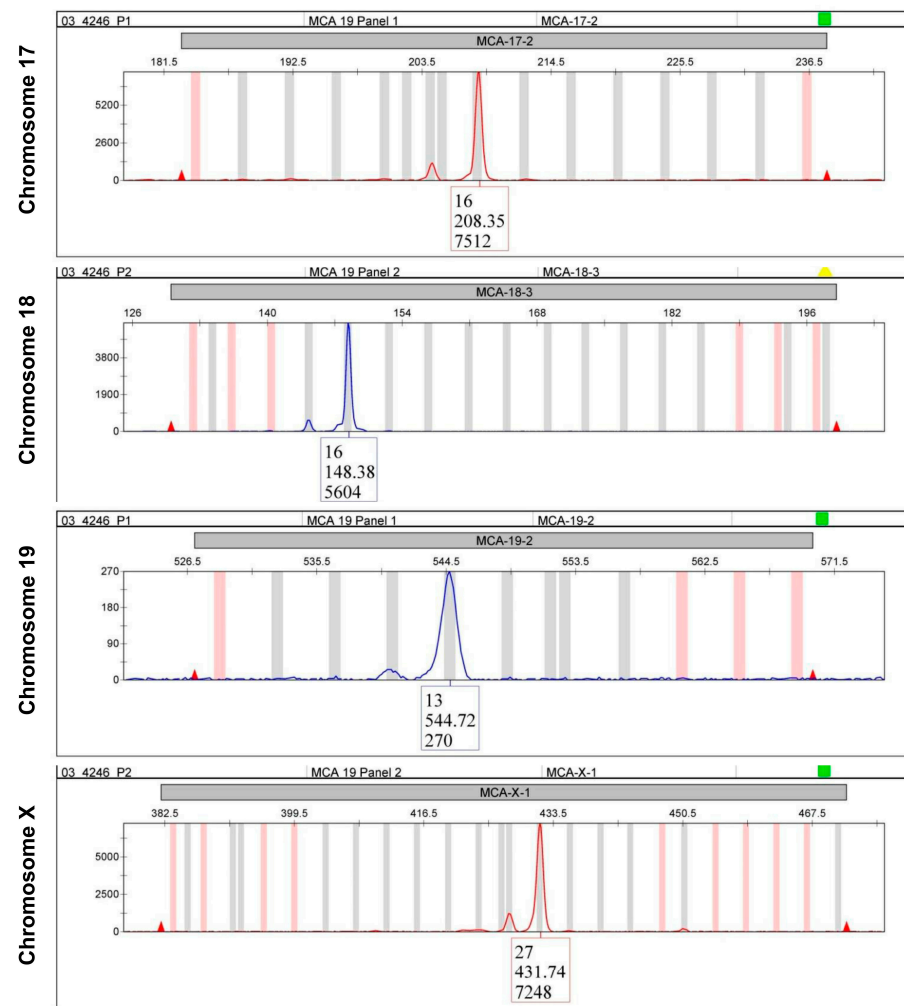 Chromosome 17
03_4246_P1 MCA 19 Panel 1 MCA-17-2
MCA-17-2
181.5 192.5 203.5 214.5 225.5 236.5
5200
2600
0
16
208.35
7512
Chromosome 18
03_4246_P2 MCA 19 Panel 2 MCA-18-3
MCA-18-3
126 140 154 168 182 196
3800
1900
0
16
148.38
5604
Chromosome 19
03_4246_P1 MCA 19 Panel 1 MCA-19-2
MCA-19-2
526.5 535.5 544.5 553.5 562.5 571.5
270
180
90
0
13
544.72
270
Chromosome X
03_4246_P2 MCA 19 Panel 2 MCA-X-1
MCA-X-1
382.5 399.5 416.5 433.5 450.5 467.5
5000
2500
0
27
431.74
7248